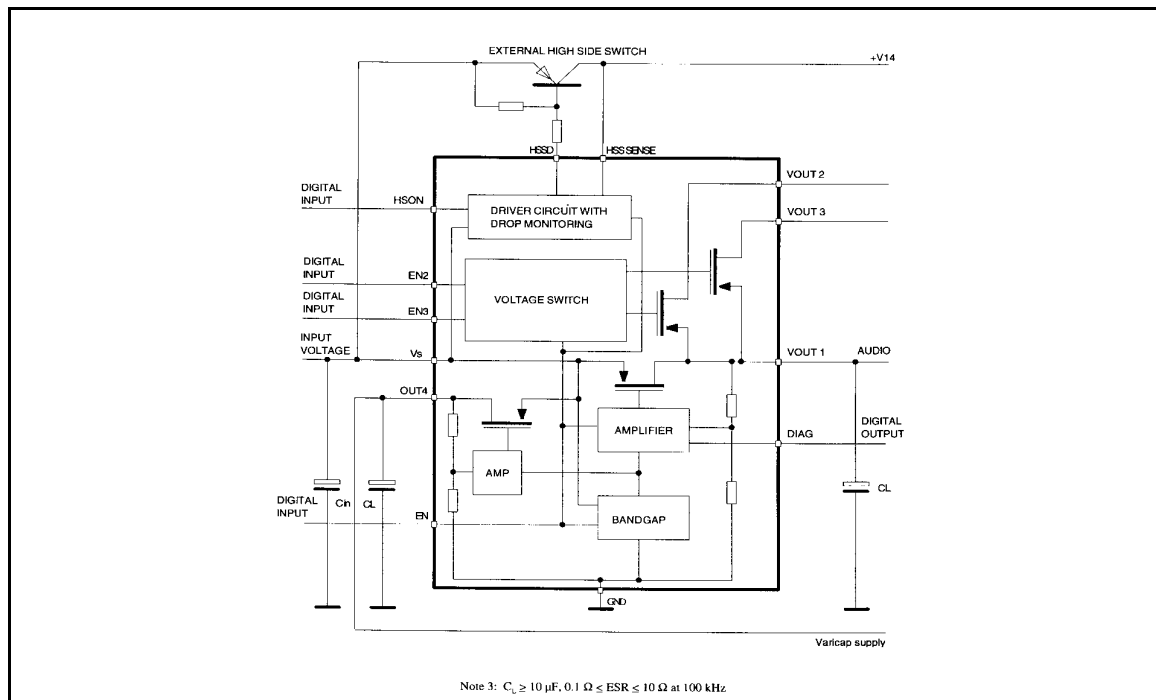 EXTERNAL HIGH SIDE SWITCH
+V14
HSSD
HSSSENSE
VOUT 2
DIGITAL
INPUT
HSON
DRIVER CIRCUIT WITH
DROP MONITORING
VOUT 3
DIGITAL
INPUT
EN2
VOLTAGE SWITCH
DIGITAL
INPUT
EN3
INPUT
VOLTAGE
Vs
VOUT 1
AUDIO
OUT4
AMPLIFIER
DIAG
DIGITAL
OUTPUT
AMP
Cin
CL
CL
DIGITAL
INPUT
EN
BANDGAP
GND
Varicap supply
Note 3: CL ≥ 10 µF, 0.1 Ω ≤ ESR ≤ 10 Ω at 100 kHz